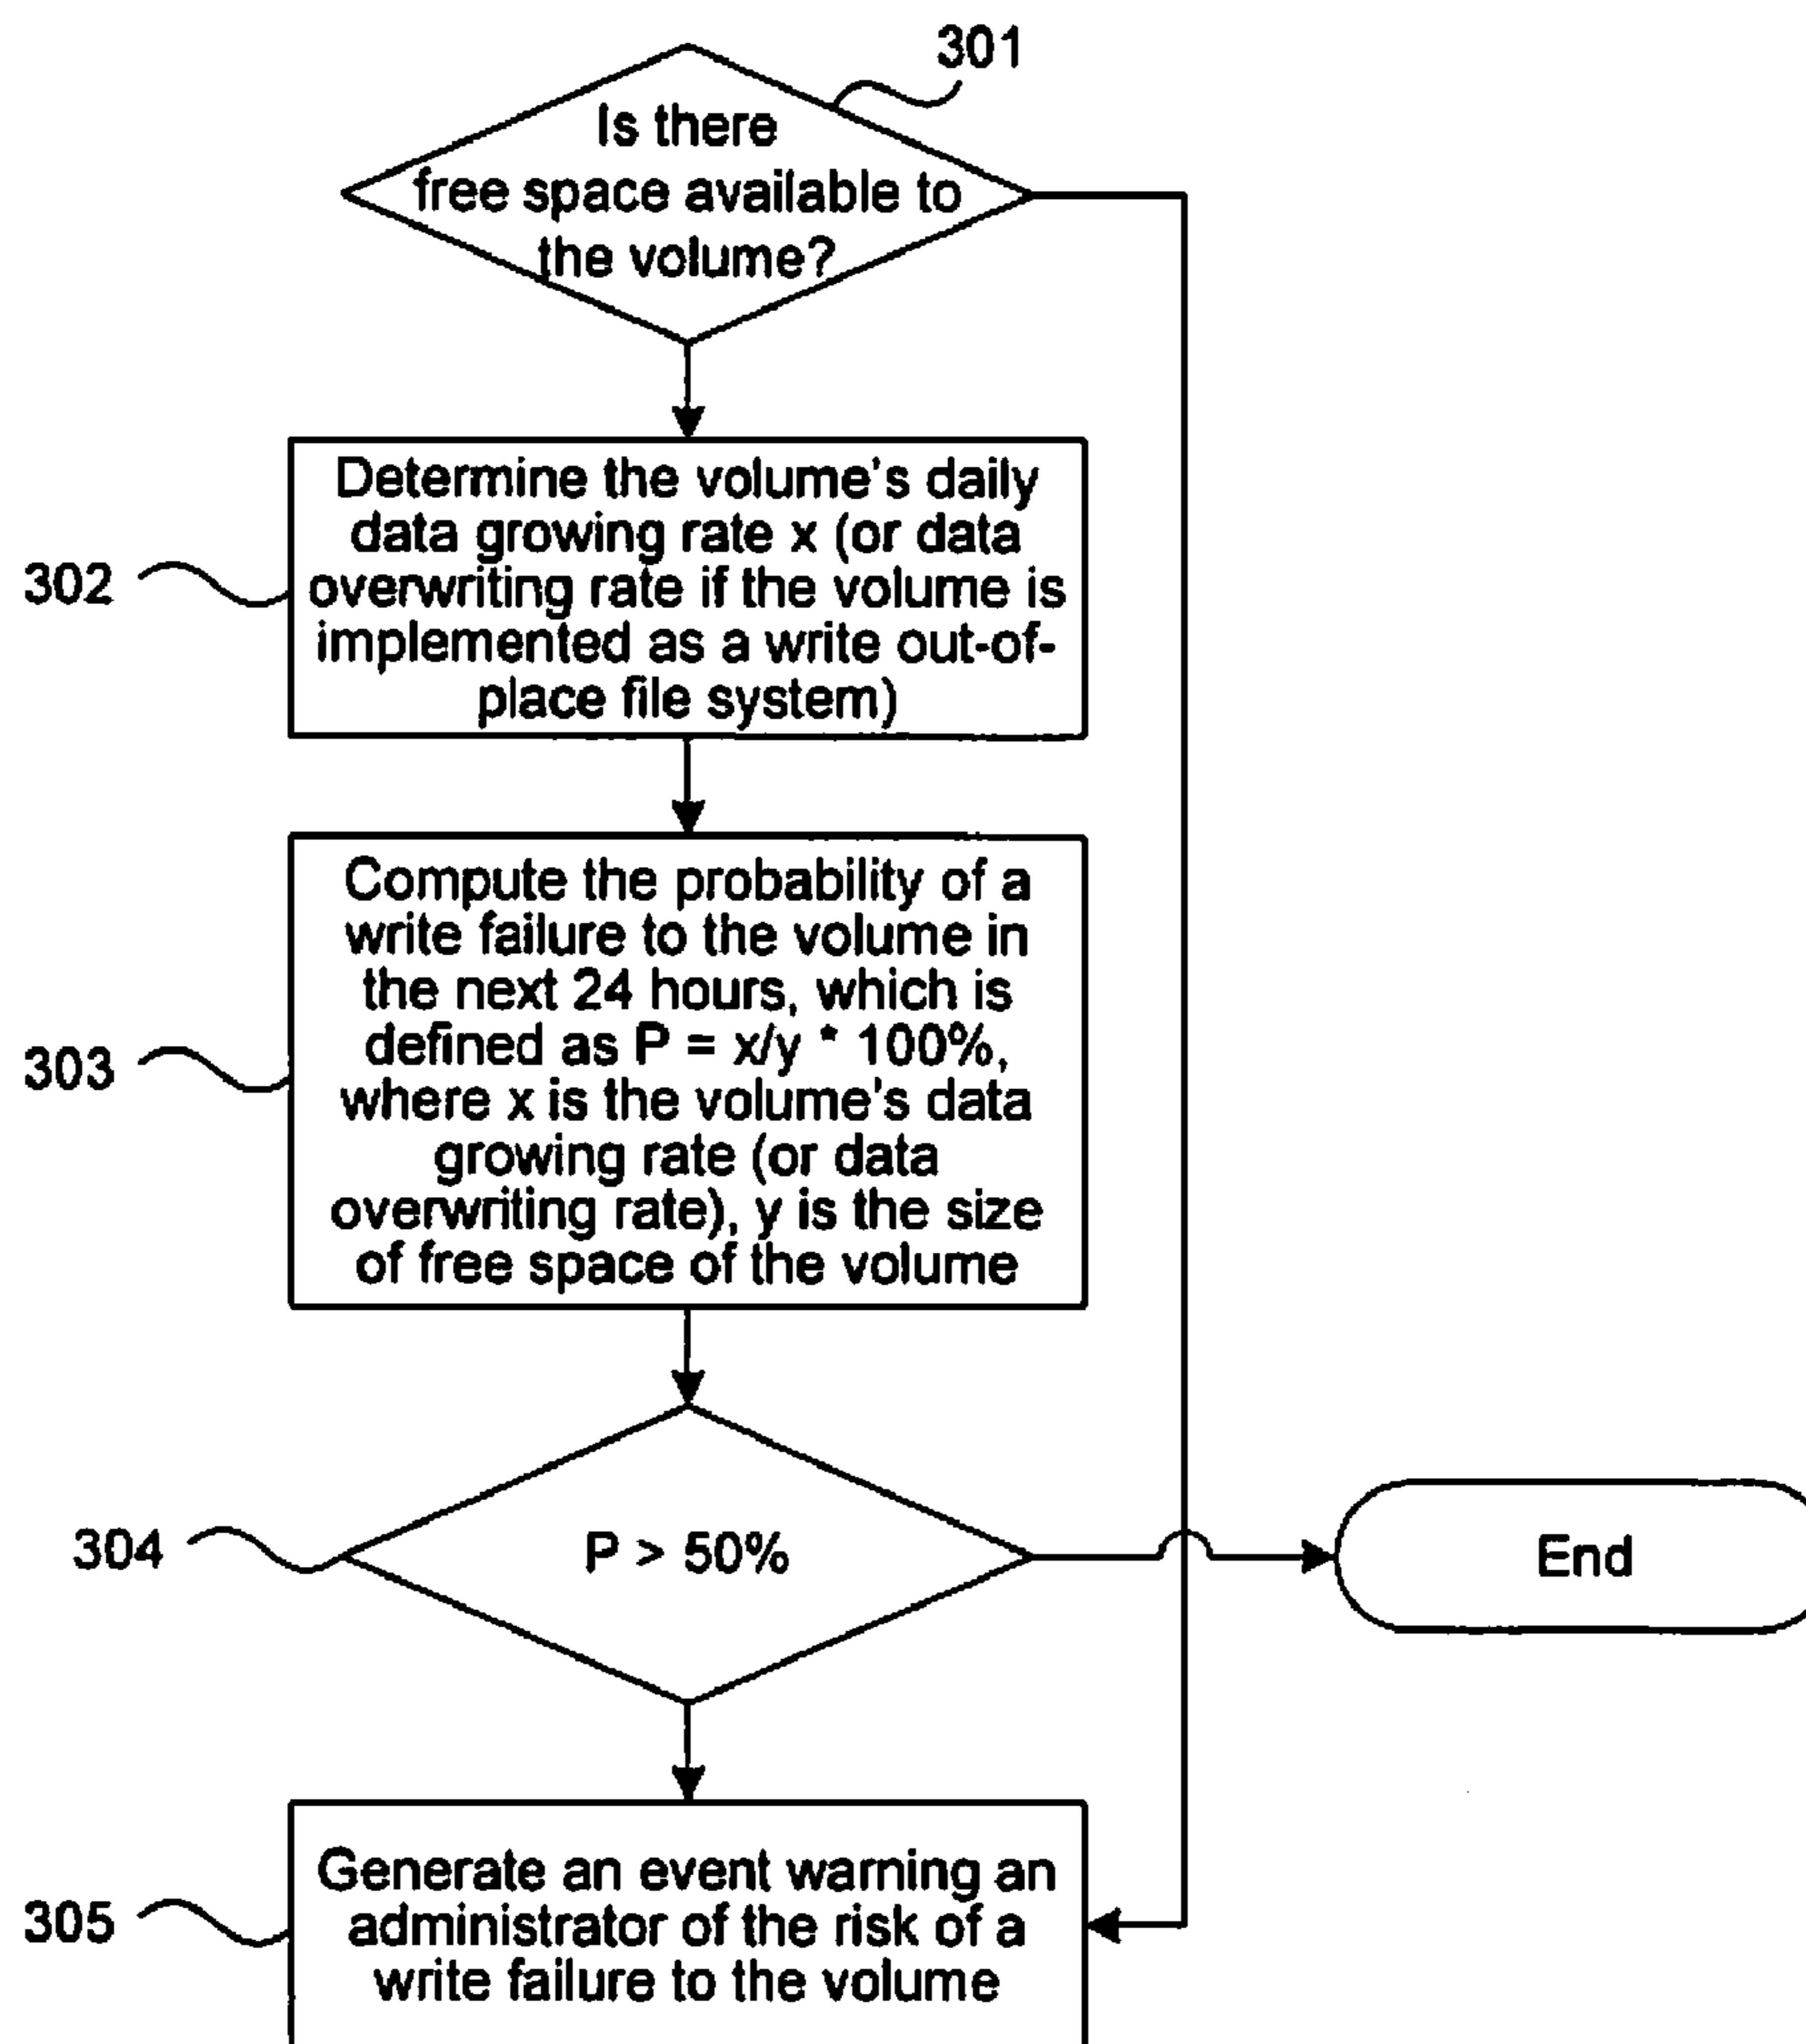 301
Is there
free space available to
the volume?
302
Determine the volume's daily
data growing rate x (or data
overwriting rate if the volume is
implemented as a write out-of-
place file system)
303
Compute the probability of a
write failure to the volume in
the next 24 hours, which is
defined as P = x/y * 100%,
where x is the volume's data
growing rate (or data
overwriting rate), y is the size
of free space of the volume
304
P > 50%
End
305
Generate an event warning an
administrator of the risk of a
write failure to the volume